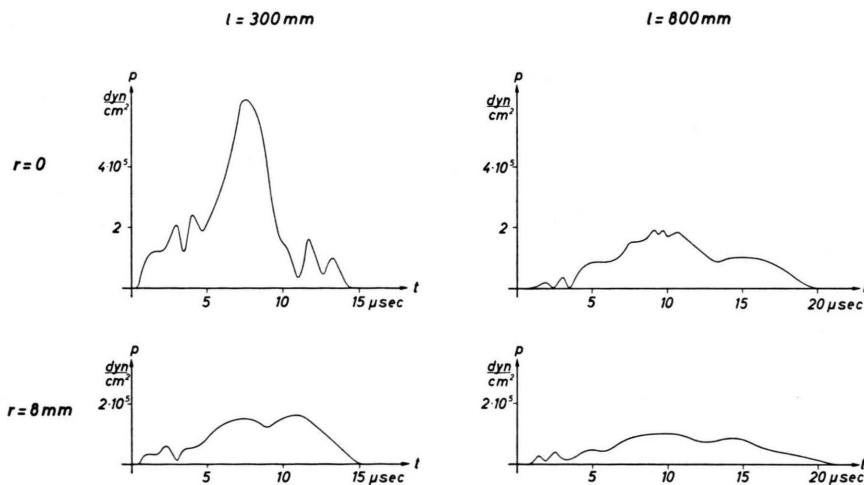 l = 300 mm
l = 800 mm
r = 0
p
dyn
cm²
4·10⁵
2
5
10
15 μsec
t
p
dyn
cm²
4·10⁵
2
5
10
15
20 μsec
t
r = 8 mm
p
dyn
cm²
2·10⁵
5
10
15 μsec
t
p
dyn
cm²
2·10⁵
5
10
15
20 μsec
t